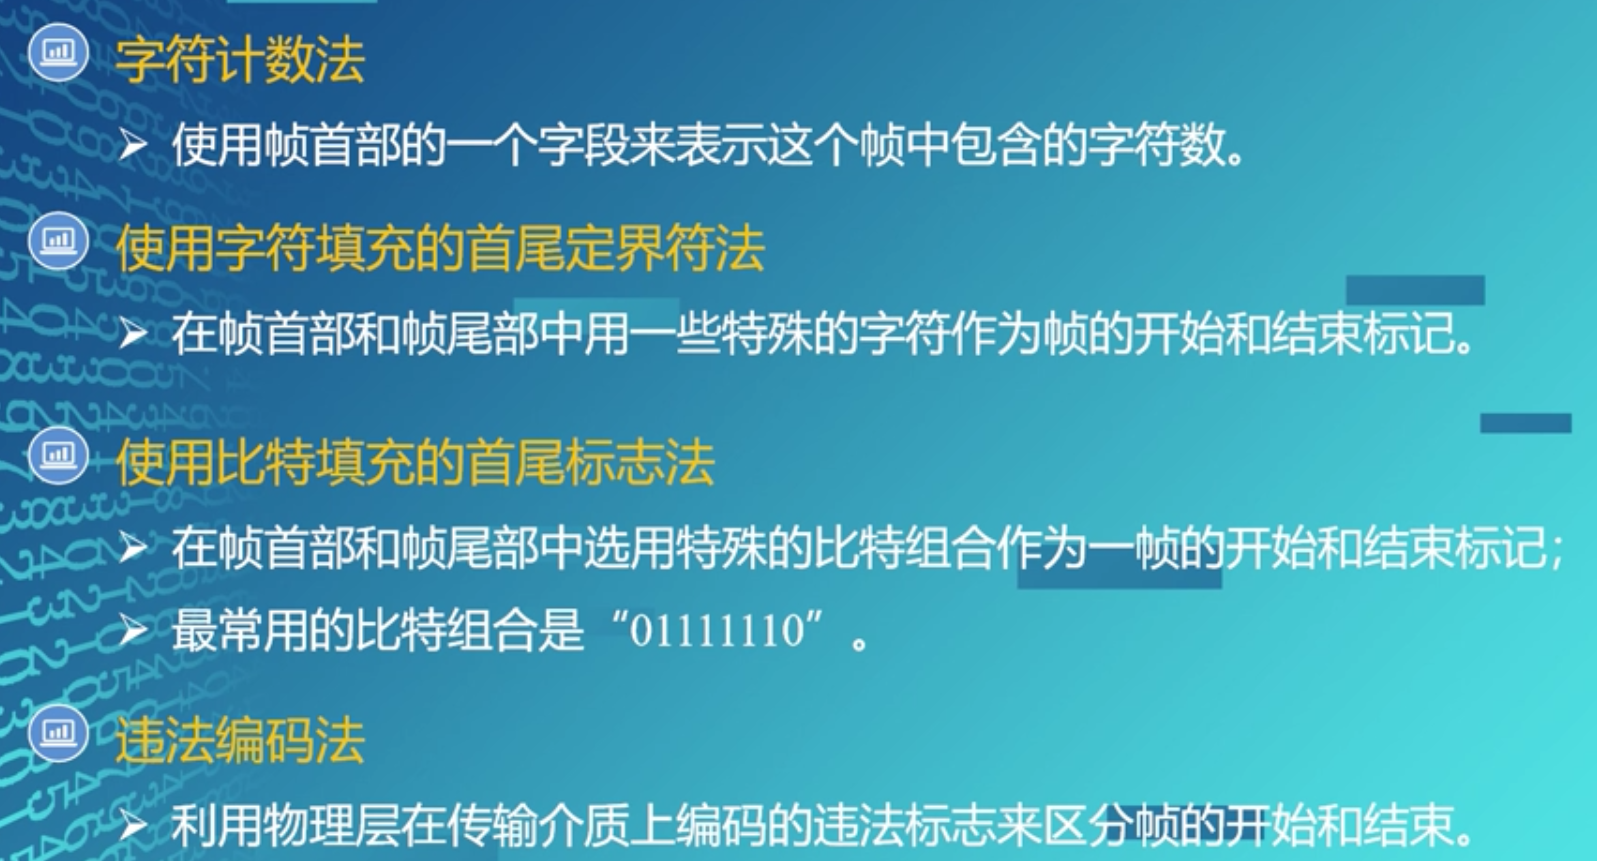 字符计数法
使用帧首部的一个字段来表示这个帧中包含的字符数。
使用字符填充的首尾定界符法
在帧首部和帧尾部中用一些特殊的字符作为帧的开始和结束标记。
使用比特填充的首尾标志法
在帧首部和帧尾部中选用特殊的比特组合作为一帧的开始和结束标记；
最常用的比特组合是“01111110”。
违法编码法
利用物理层在传输介质上编码的违法标志来区分帧的开始和结束。